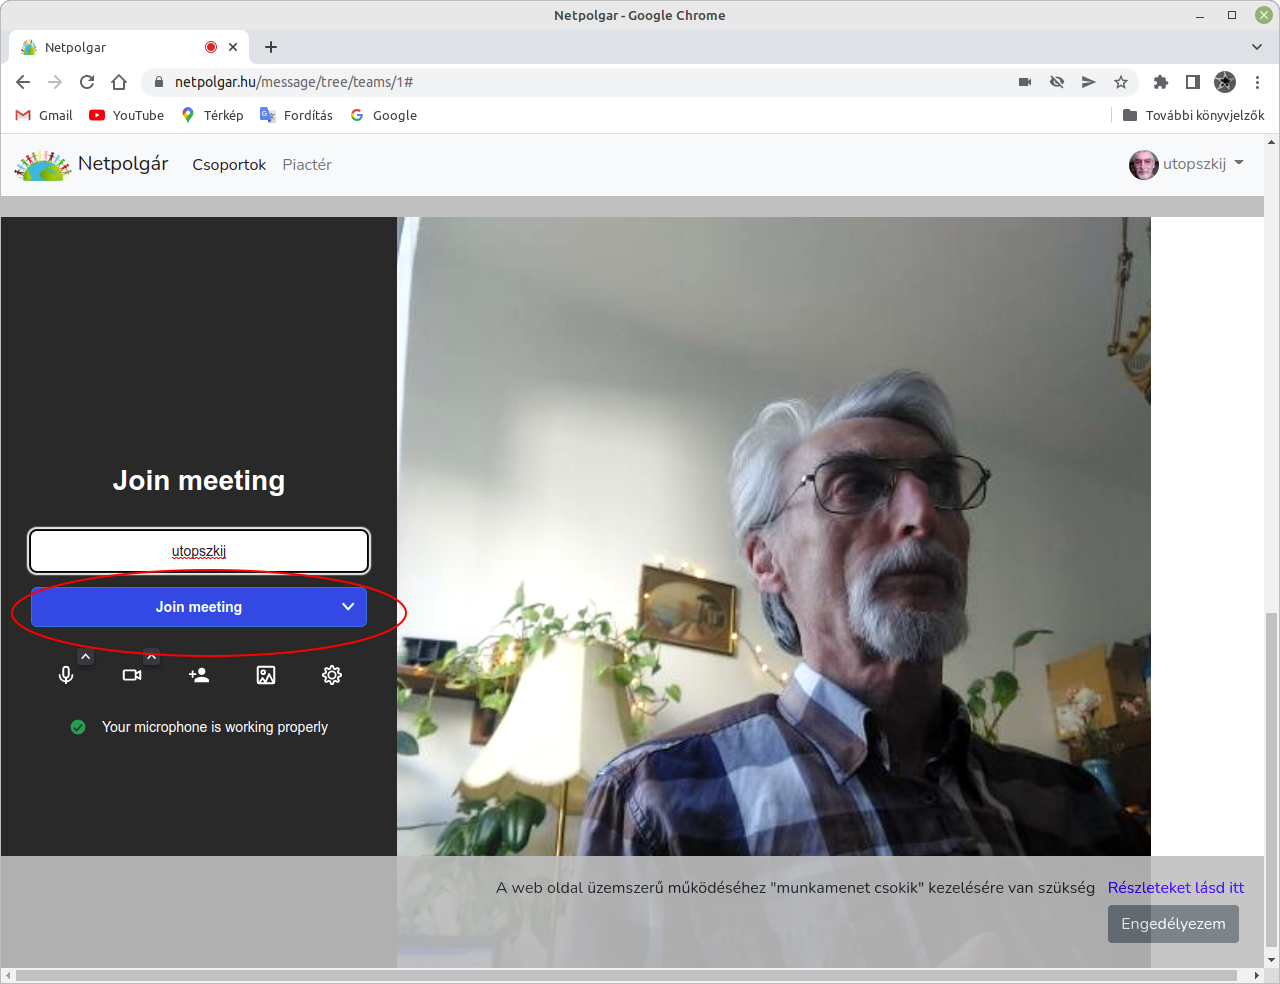 Netpolgar - Google Chrome
Netpolgar
netpolgar.hu/message/tree/teams/1#
Gmail YouTube Térkép Fordítás Google További könyvjelzők
Netpolgár Csoportok Piactér utopszkij
Join meeting
utopszkij
Join meeting
Your microphone is working properly
A web oldal üzemszerű működéséhez "munkamenet csokik" kezelésére van szükség Részleteket lásd itt
Engedélyezem